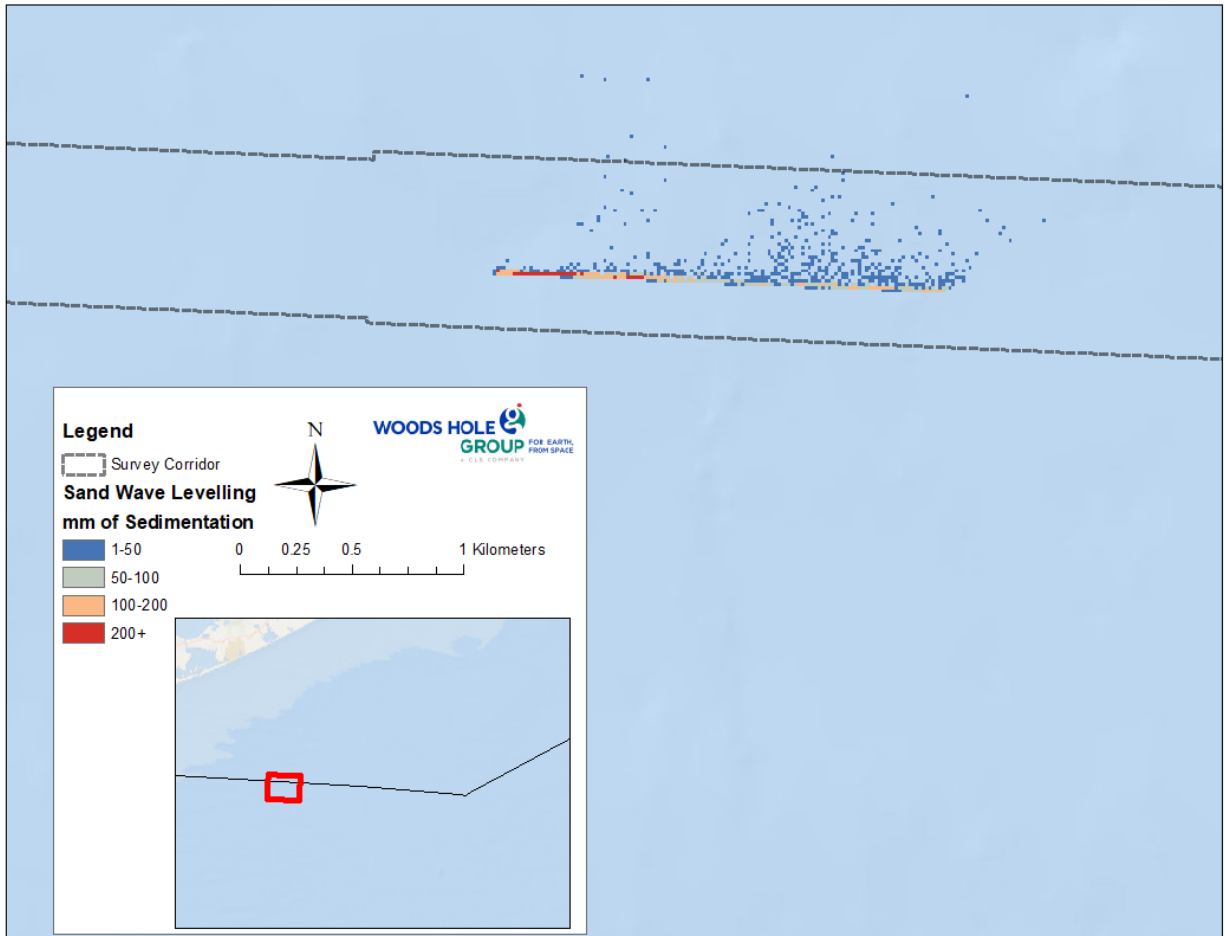 Legend
N
WOODS HOLE
GROUP
FOR EARTH,
FROM SPACE
A CLS COMPANY
Survey Corridor
Sand Wave Levelling
mm of Sedimentation
1-50
50-100
100-200
200+
0 0.25 0.5 1 Kilometers